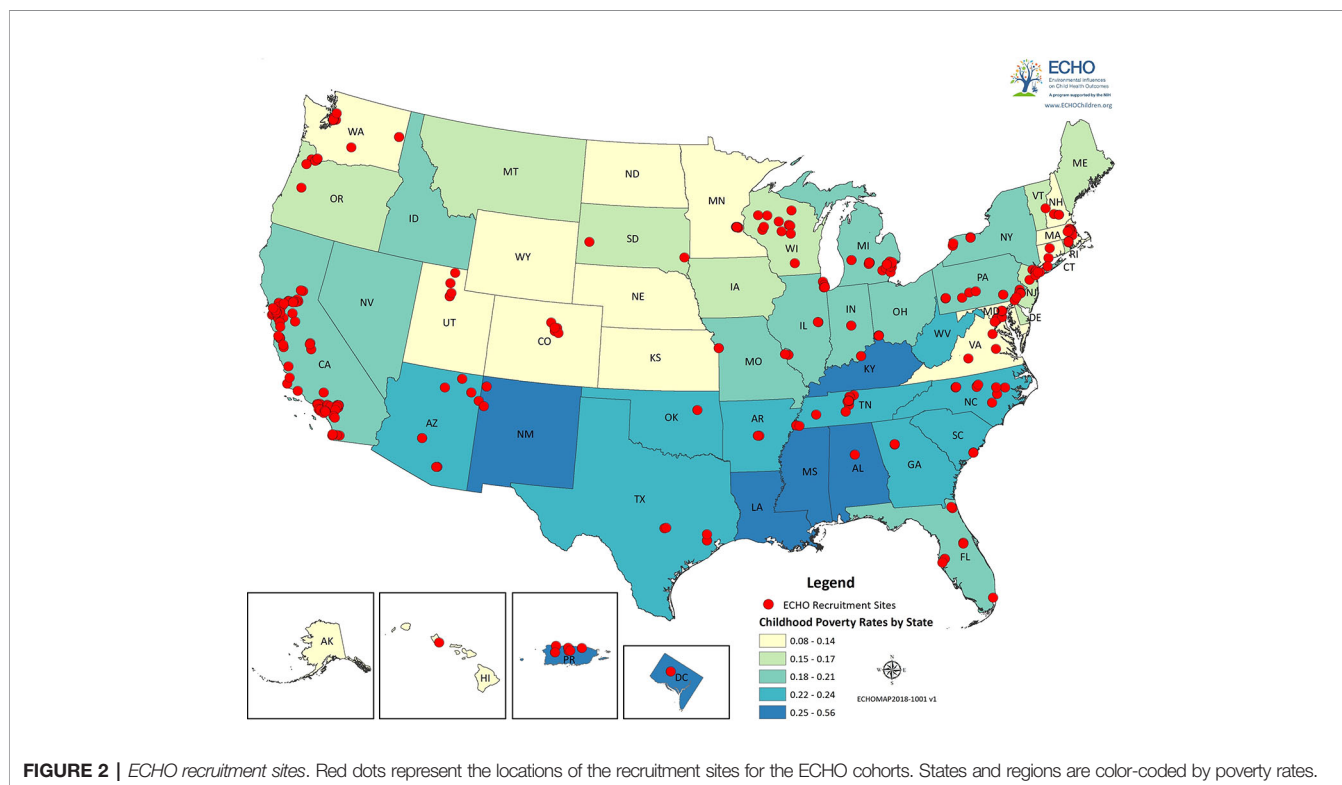 ECHO
Environmental Influences
on Child Health Outcomes
A program supported by the NIH
www.ECHOChildren.org
WA
MT
ND
MN
ME
VT
NH
OR
ID
SD
WI
MI
NY
MA
RI
CT
WY
IA
PA
NJ
NE
NV
UT
CO
IL
IN
OH
MD
DE
WV
VA
KS
MO
KY
CA
NC
TN
OK
AR
AZ
NM
SC
MS
AL
GA
TX
LA
FL
AK
HI
PR
DC
Legend
ECHO Recruitment Sites
Childhood Poverty Rates by State
0.08 - 0.14
0.15 - 0.17
0.18 - 0.21
0.22 - 0.24
0.25 - 0.56
N
W E
S
ECHOMAP2018-1001 v1
FIGURE 2 | ECHO recruitment sites. Red dots represent the locations of the recruitment sites for the ECHO cohorts. States and regions are color-coded by poverty rates.